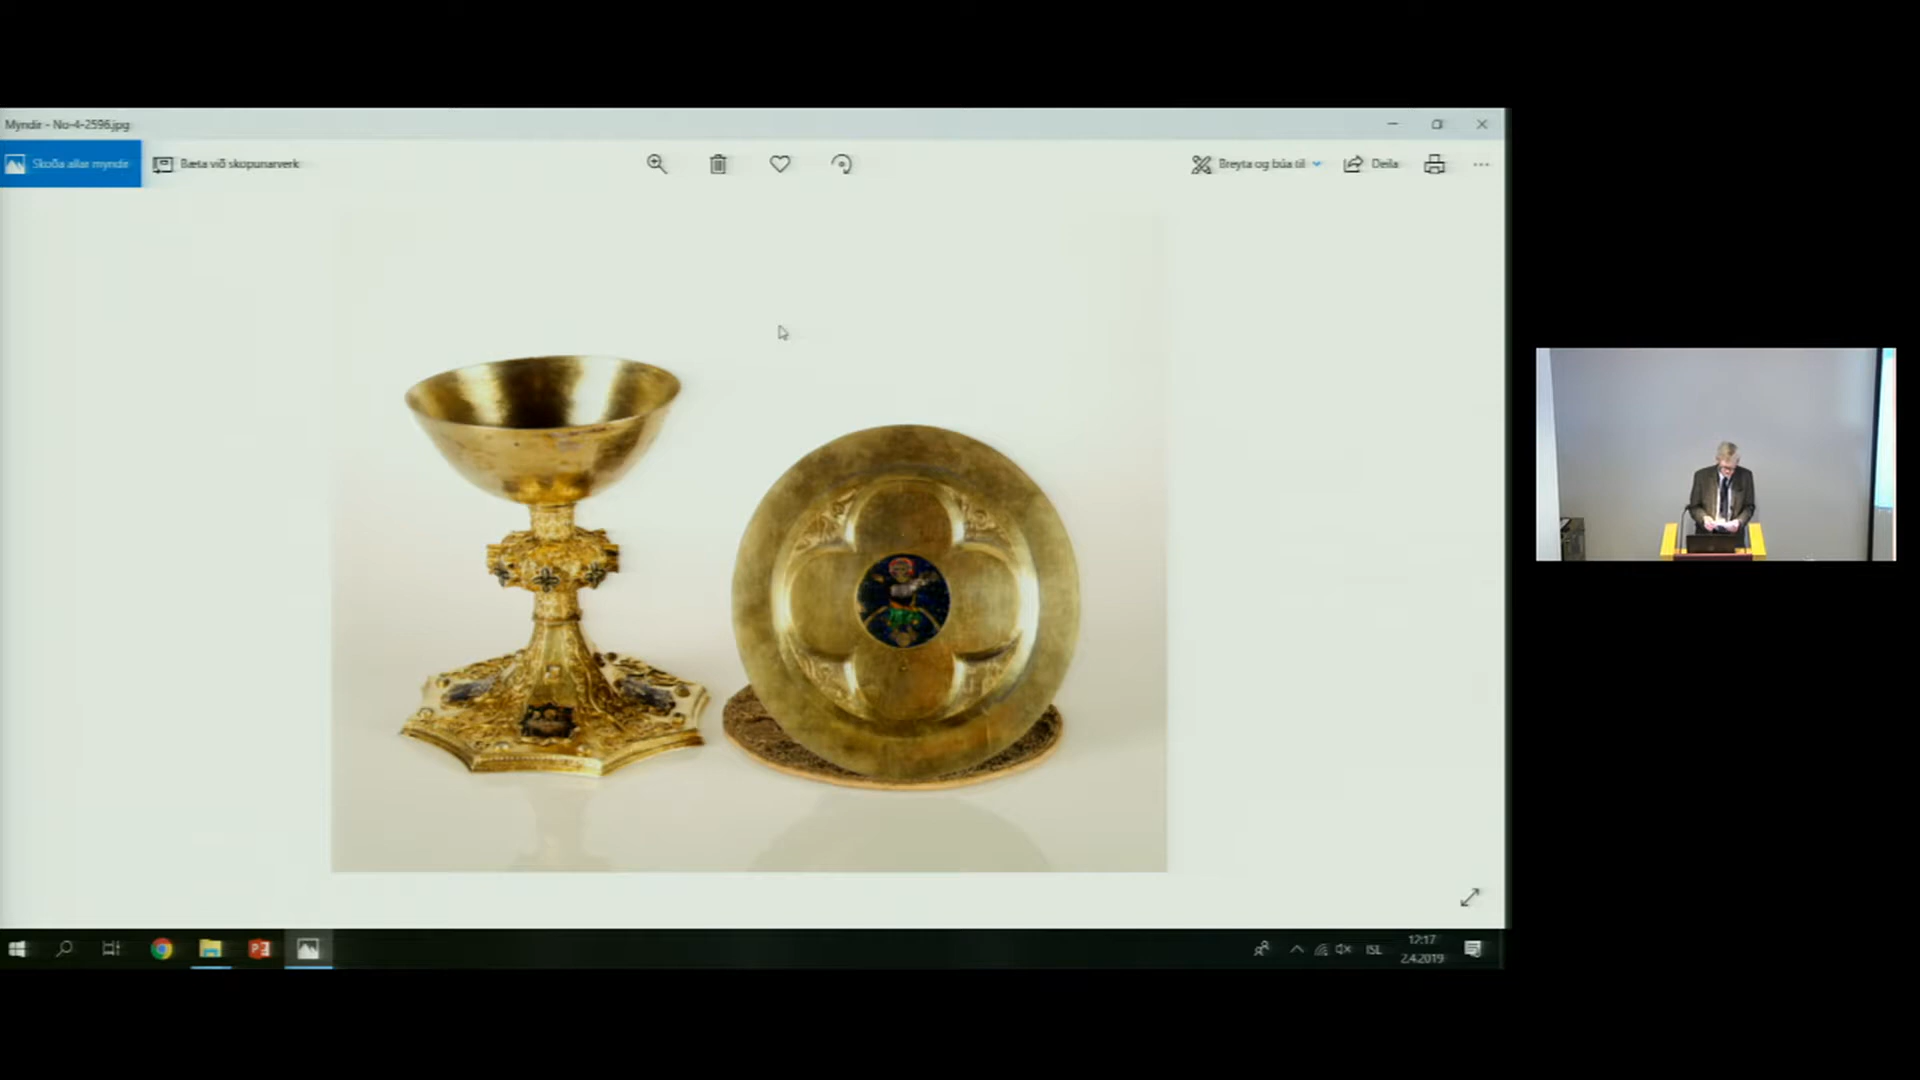 Myndir - No-4-2596.jpg
Skoða allar myndir
Bæta við sköpunarverk
Breyta og búa til
Deila
ISL
12:17
2.4.2019